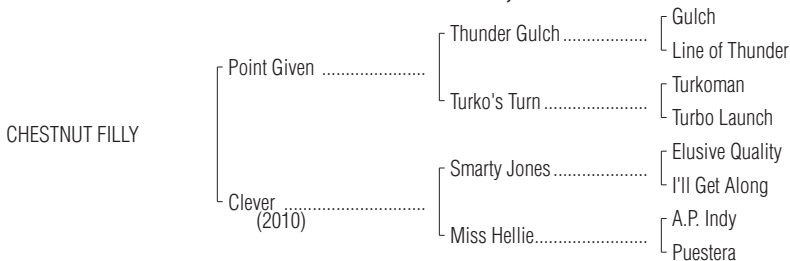 Gulch
Thunder Gulch ....................
Line of Thunder
Point Given ......................
Turkoman
Turko's Turn .....................
Turbo Launch
CHESTNUT FILLY
Elusive Quality
Smarty Jones ...................
I'll Get Along
Clever ..............................
(2010)
A.P. Indy
Miss Hellie........................
Puestera